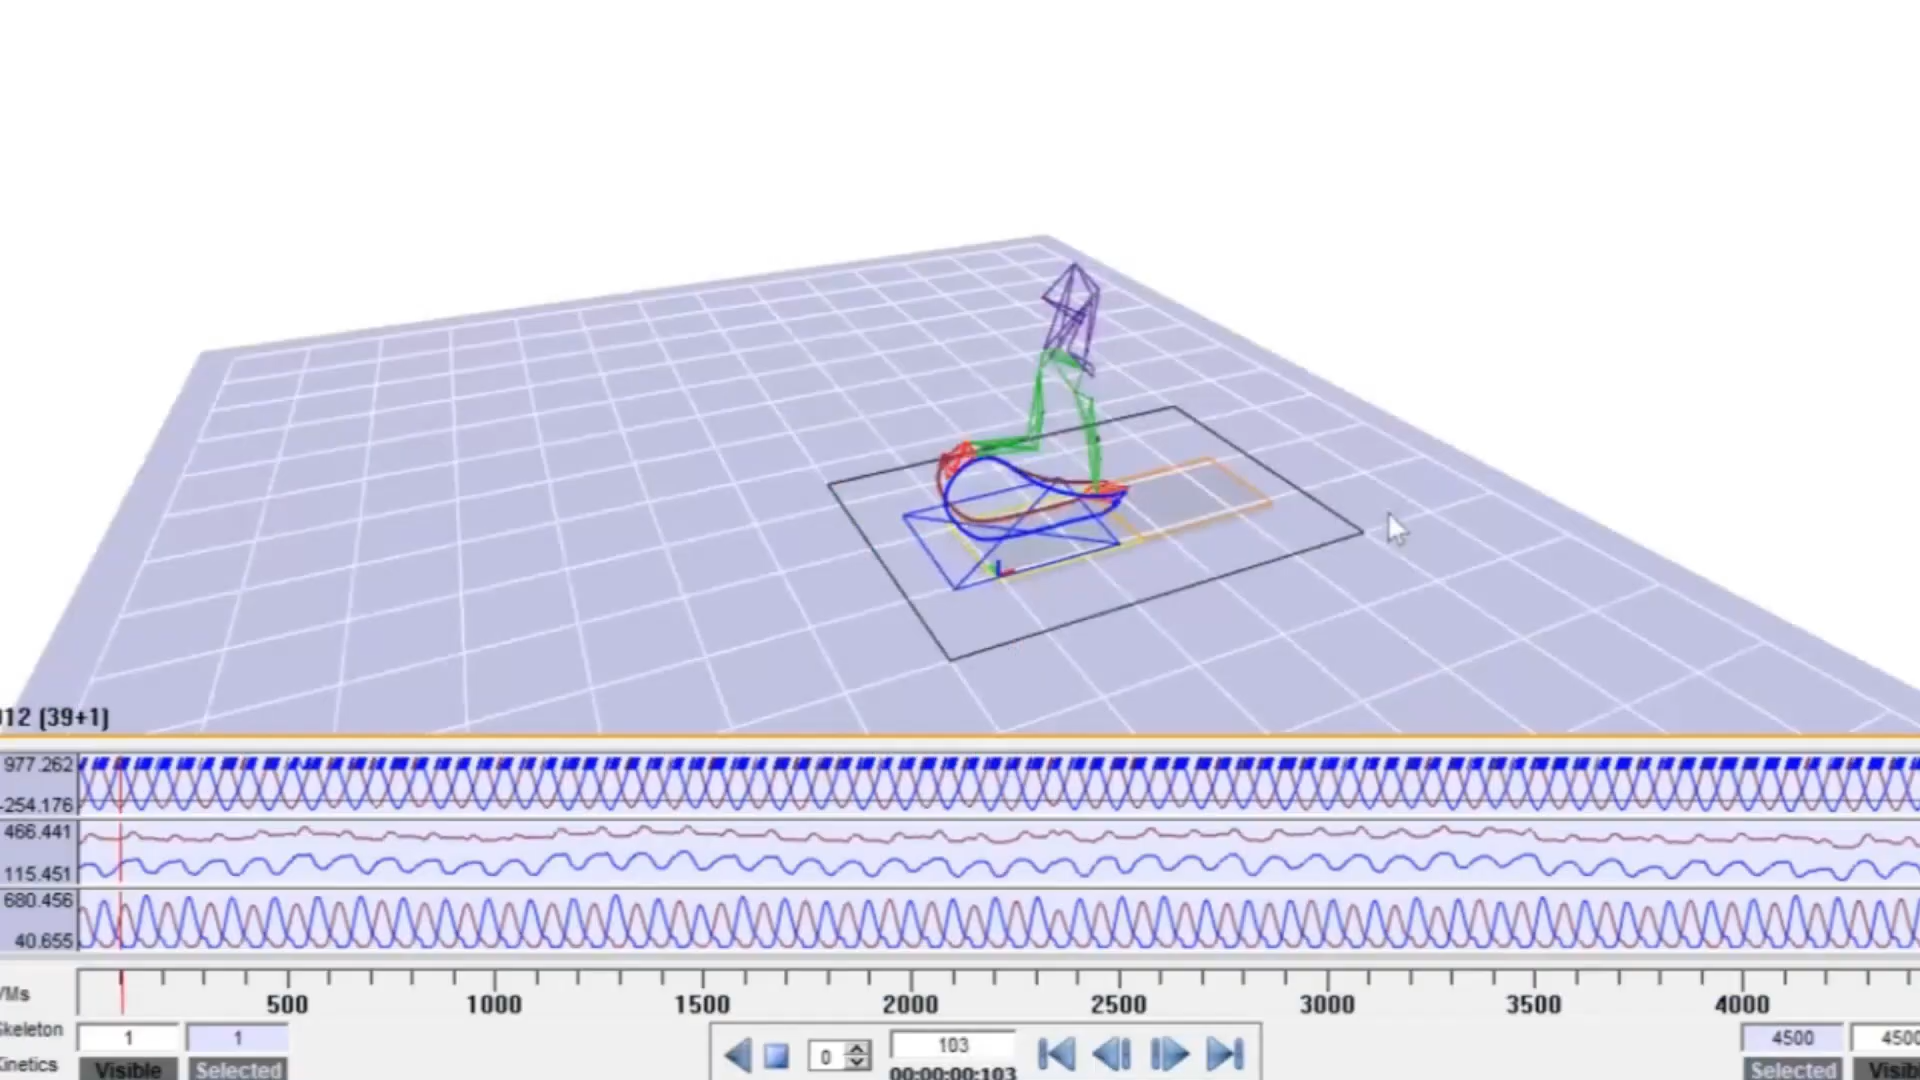 012 (39+1)
977.262
-254.176
466.441
115.451
680.456
40.655
/Ms
500 1000 1500 2000 2500 3000 3500 4000
Skeleton 1 1 0 103 4500 4500
Kinetics Visible Selected 00:00:00:103 Selected Visib